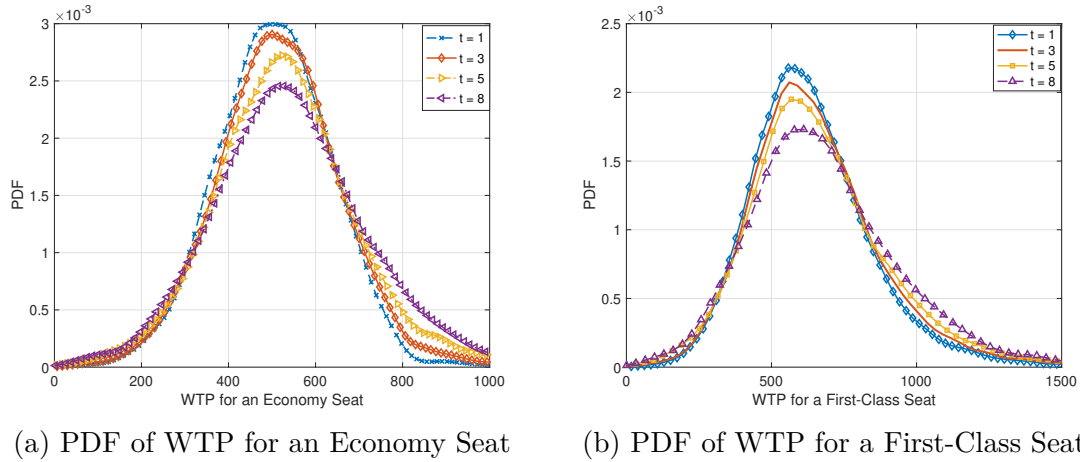 ×10⁻³
3
2.5
2
1.5
1
0.5
0
PDF
0 200 400 600 800 1000
WTP for an Economy Seat
t = 1
t = 3
t = 5
t = 8
(a) PDF of WTP for an Economy Seat
×10⁻³
2.5
2
1.5
1
0.5
0
PDF
0 500 1000 1500
WTP for a First-Class Seat
t = 1
t = 3
t = 5
t = 8
(b) PDF of WTP for a First-Class Seat